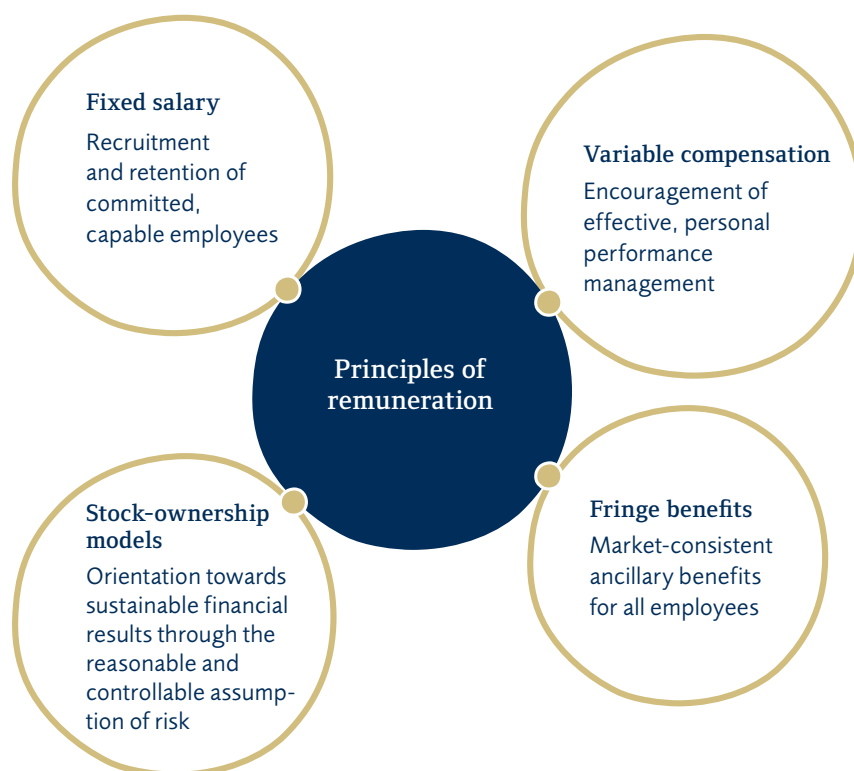 Fixed salary
Recruitment
and retention of
committed,
capable employees
Variable compensation
Encouragement of
effective, personal
performance
management
Principles of
remuneration
Stock-ownership
models
Orientation towards
sustainable financial
results through the
reasonable and
controllable assump-
tion of risk
Fringe benefits
Market-consistent
ancillary benefits
for all employees